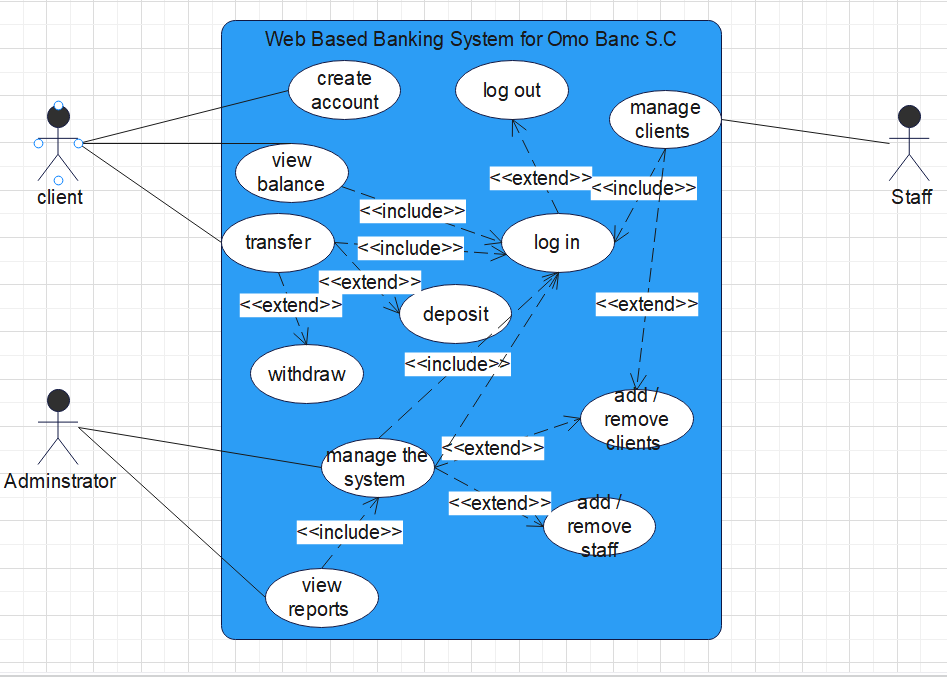 Web Based Banking System for Omo Banc S.C
create
account
log out
manage
clients
client
Staff
view
balance
<<extend>>
<<include>>
<<include>>
transfer
<<include>>
log in
<<extend>>
<<extend>>
<<extend>>
deposit
<<include>>
withdraw
add /
remove
clients
Adminstrator
manage the
system
<<extend>>
<<extend>>
add /
remove
staff
<<include>>
view
reports